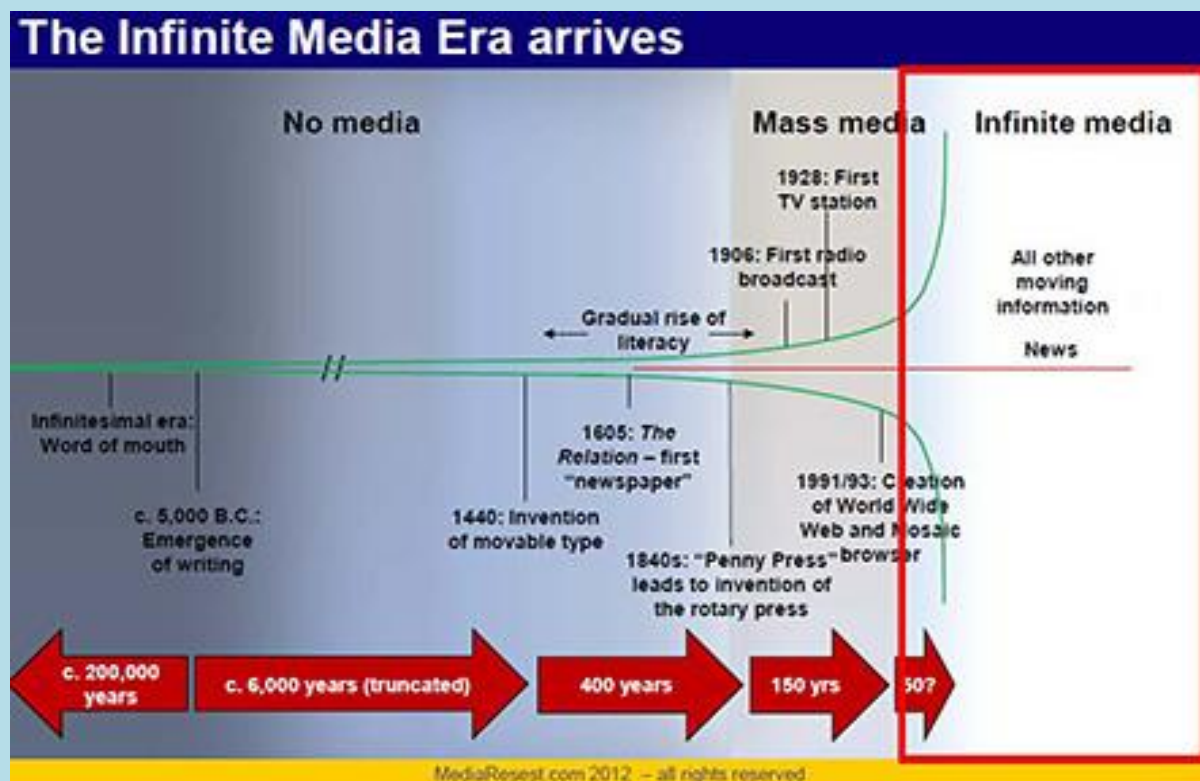 The Infinite Media Era arrives
No media
Mass media
Infinite media
1928: First
TV station
1906: First radio
broadcast
All other
moving
information
Gradual rise of
literacy
News
//
Infinitesimal era:
Word of mouth
1605: The
Relation – first
"newspaper"
c. 5,000 B.C.:
Emergence
of writing
1440: Invention
of movable type
1991/93: Creation
of World Wide
Web and Mosaic
browser
1840s: "Penny Press"
leads to invention of
the rotary press
c. 200,000
years
c. 6,000 years (truncated)
400 years
150 yrs
50?
MediaReset.com 2012 – all rights reserved